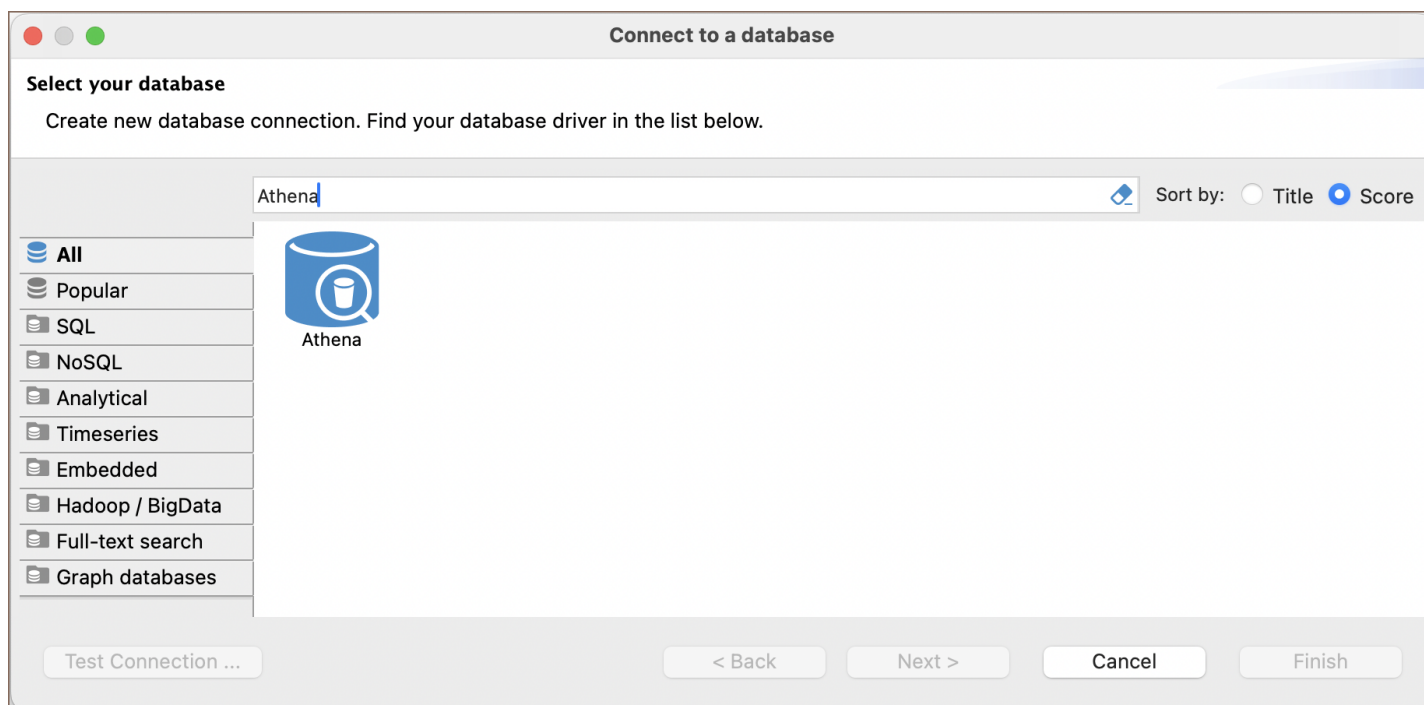 Connect to a database
Select your database
Create new database connection. Find your database driver in the list below.
Athena
Sort by: Title Score
All
Popular
SQL
NoSQL
Analytical
Timeseries
Embedded
Hadoop / BigData
Full-text search
Graph databases
Athena
Test Connection ...
< Back
Next >
Cancel
Finish